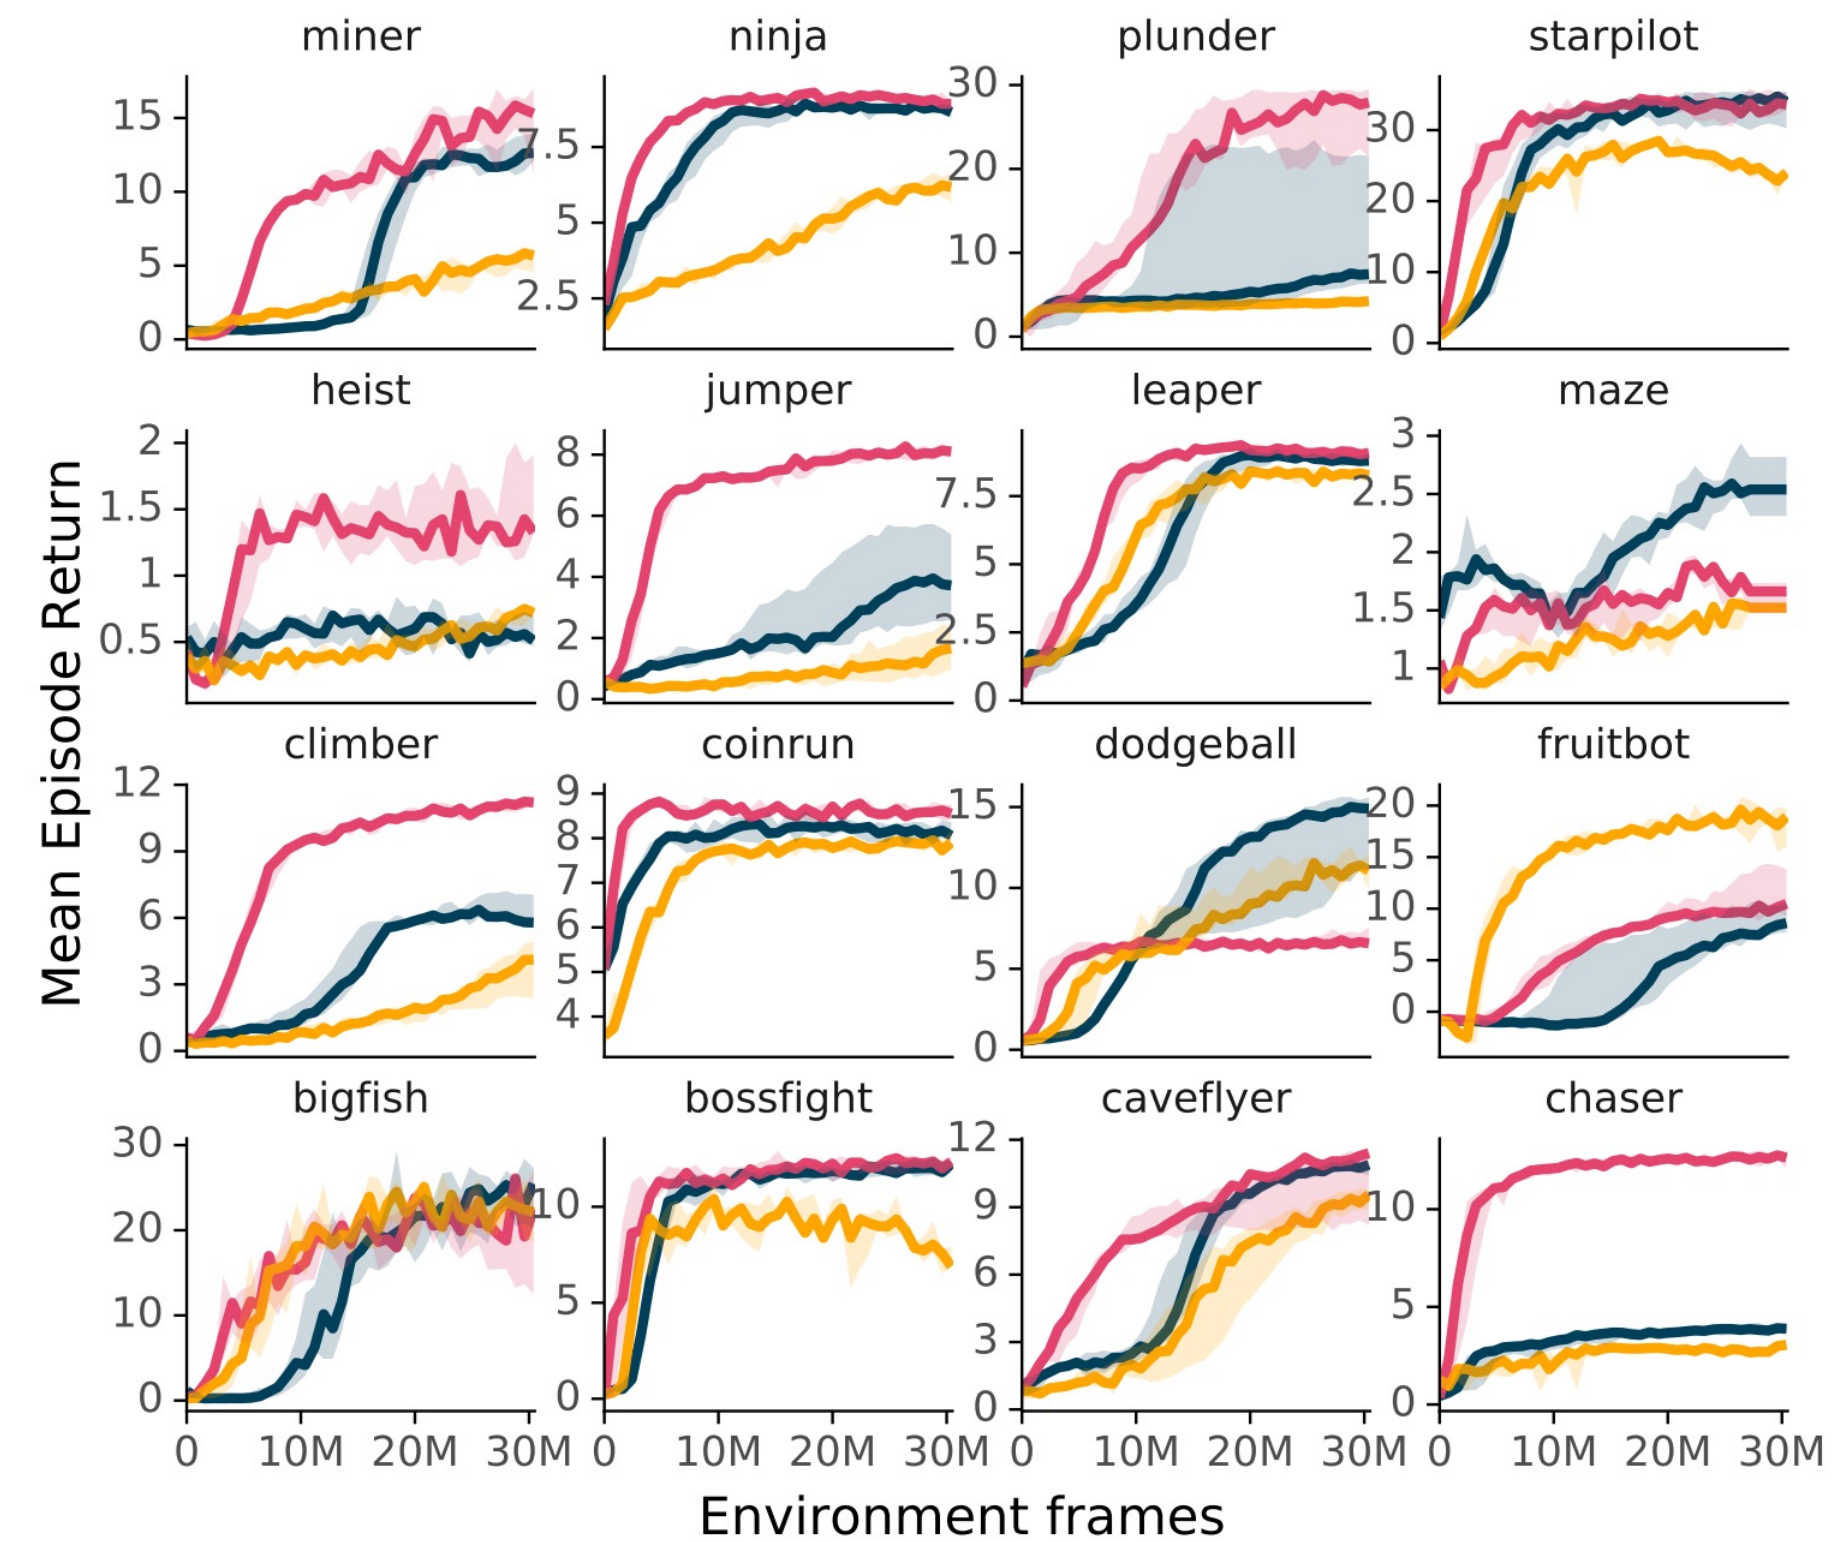 miner ninja plunder starpilot
15 10 5 0
7.5 5 2.5
30 20 10 0
30 20 10 0
heist jumper leaper maze
2 1.5 1 0.5
8 6 4 2 0
7.5 5 2.5 0
3 2.5 2 1.5 1
climber coinrun dodgeball fruitbot
12 9 6 3 0
9 8 7 6 5 4
15 10 5 0
20 15 10 5 0
bigfish bossfight caveflyer chaser
30 20 10 0
10 5 0
12 9 6 3 0
10 5 0
0 10M 20M 30M 0 10M 20M 30M 0 10M 20M 30M 0 10M 20M 30M
Mean Episode Return
Environment frames